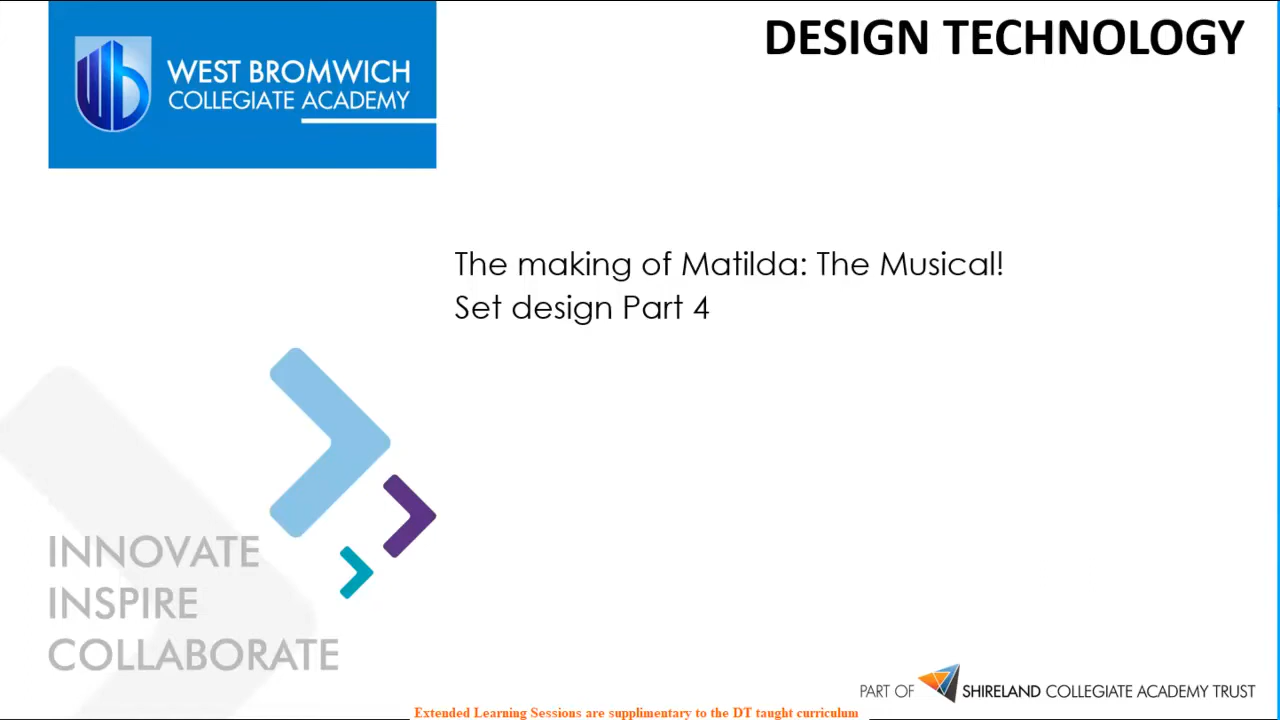 DESIGN TECHNOLOGY
WEST BROMWICH
COLLEGIATE ACADEMY
The making of Matilda: The Musical!
Set design Part 4
INNOVATE
INSPIRE
COLLABORATE
PART OF SHIRELAND COLLEGIATE ACADEMY TRUST
Extended Learning Sessions are supplimentary to the DT taught curriculum